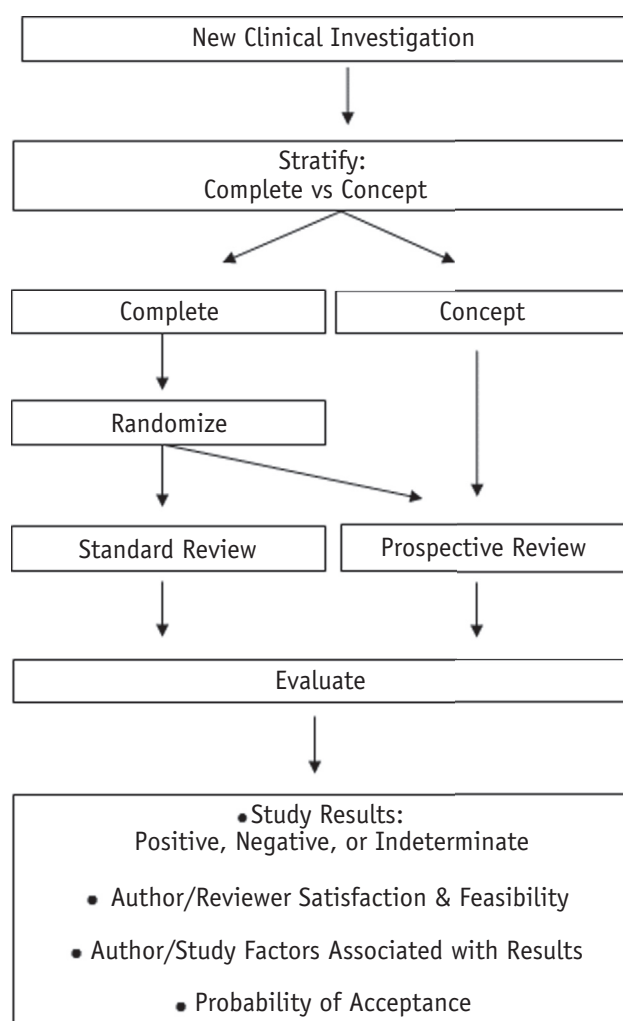 New Clinical Investigation
Stratify:
Complete vs Concept
Complete
Concept
Randomize
Standard Review
Prospective Review
Evaluate
• Study Results:
Positive, Negative, or Indeterminate
• Author/Reviewer Satisfaction & Feasibility
• Author/Study Factors Associated with Results
• Probability of Acceptance